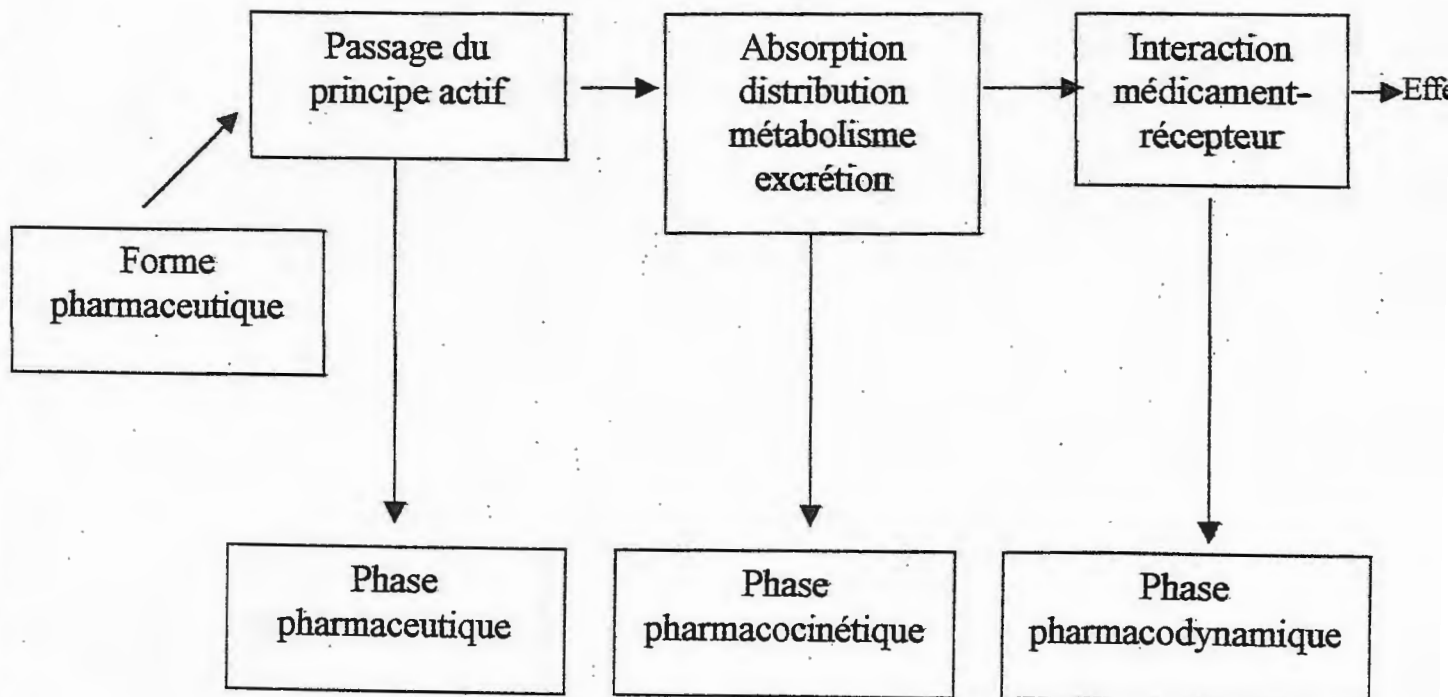 Passage du
principe actif
Absorption
distribution
métabolisme
excrétion
Interaction
médicament-
récepteur
Forme
pharmaceutique
Phase
pharmaceutique
Phase
pharmacocinétique
Phase
pharmacodynamique